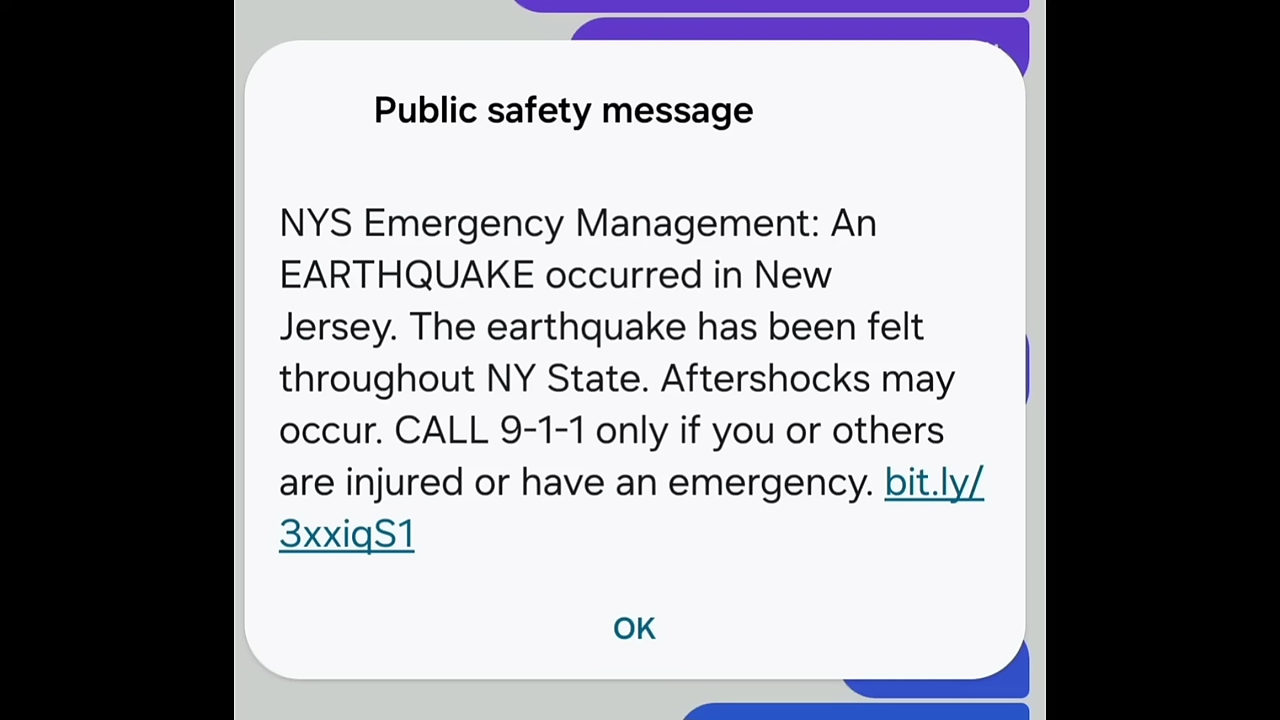 Public safety message
NYS Emergency Management: An
EARTHQUAKE occurred in New
Jersey. The earthquake has been felt
throughout NY State. Aftershocks may
occur. CALL 9-1-1 only if you or others
are injured or have an emergency. bit.ly/
3xxiqS1
OK